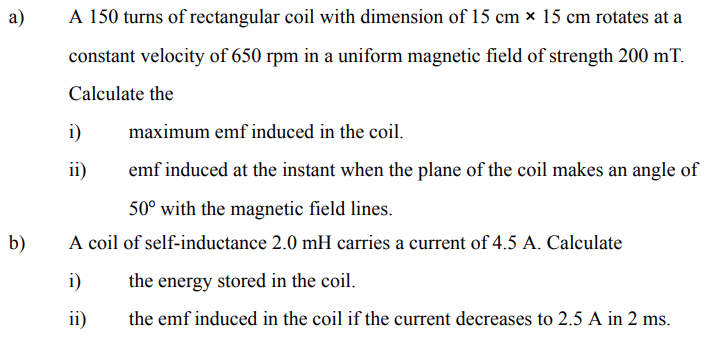 a) A 150 turns of rectangular coil with dimension of 15 cm × 15 cm rotates at a
constant velocity of 650 rpm in a uniform magnetic field of strength 200 mT.
Calculate the
i) maximum emf induced in the coil.
ii) emf induced at the instant when the plane of the coil makes an angle of
50º with the magnetic field lines.
b) A coil of self-inductance 2.0 mH carries a current of 4.5 A. Calculate
i) the energy stored in the coil.
ii) the emf induced in the coil if the current decreases to 2.5 A in 2 ms.